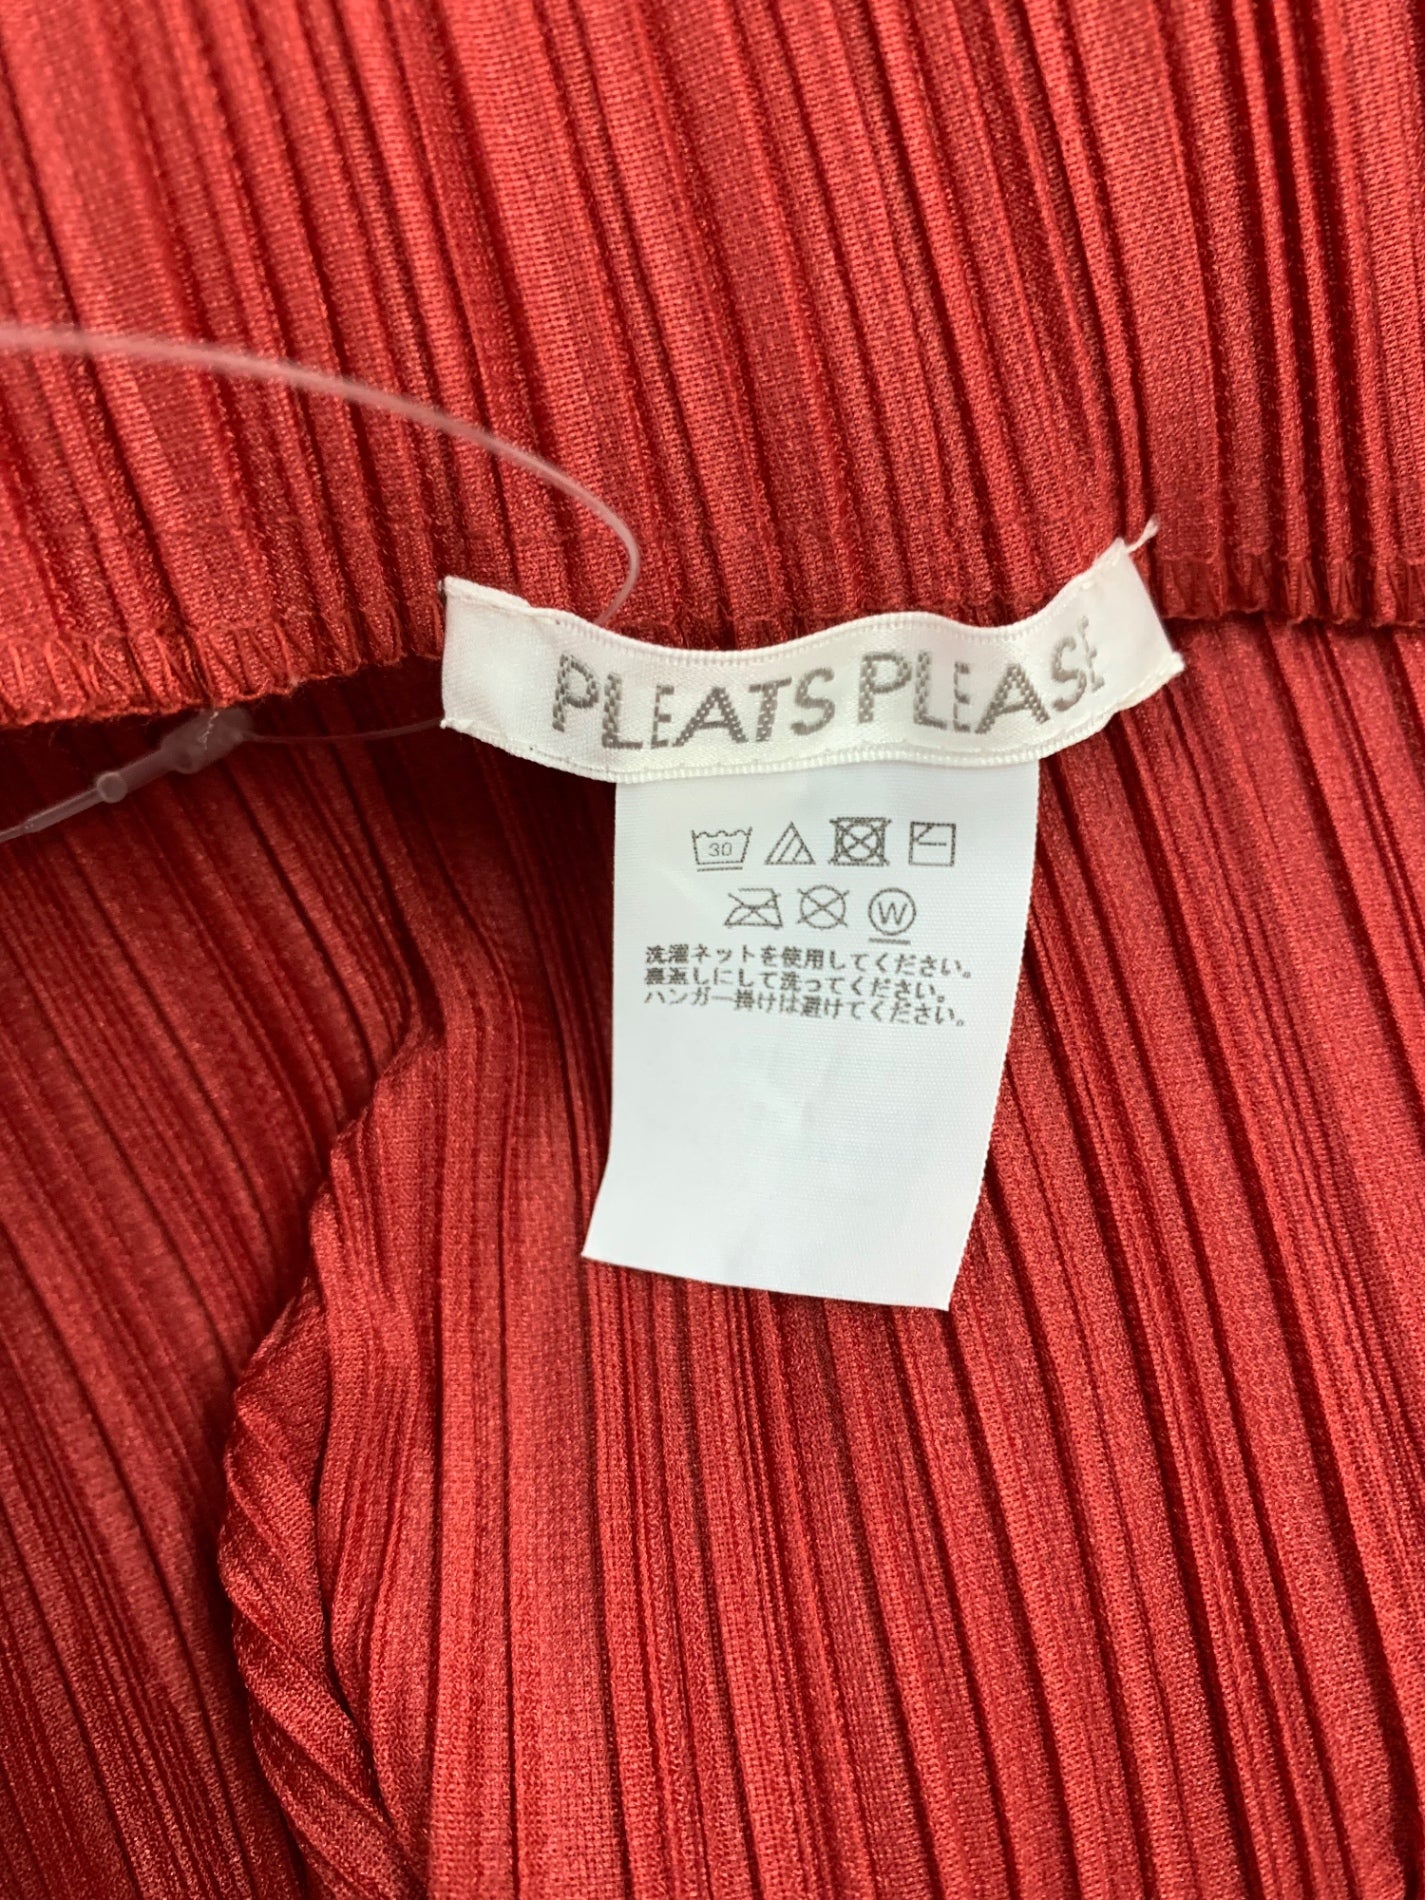 PLEATS PLEASE
30
W
洗濯ネットを使用してください。
裏返しにして洗ってください。
ハンガー掛けは避けてください。